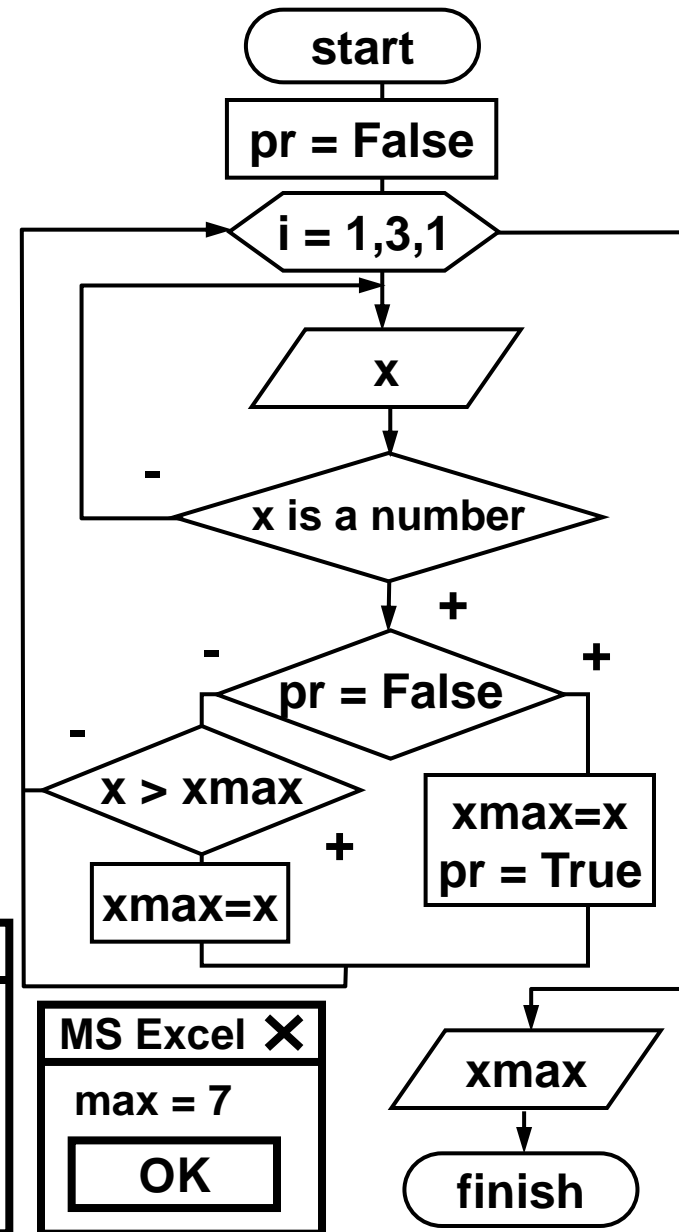 start
pr = False
i = 1,3,1
x
-
x is a number
+
-
+
pr = False
-
x > xmax
+
xmax=x
pr = True
xmax=x
MS Excel ✕
max = 7
OK
xmax
finish